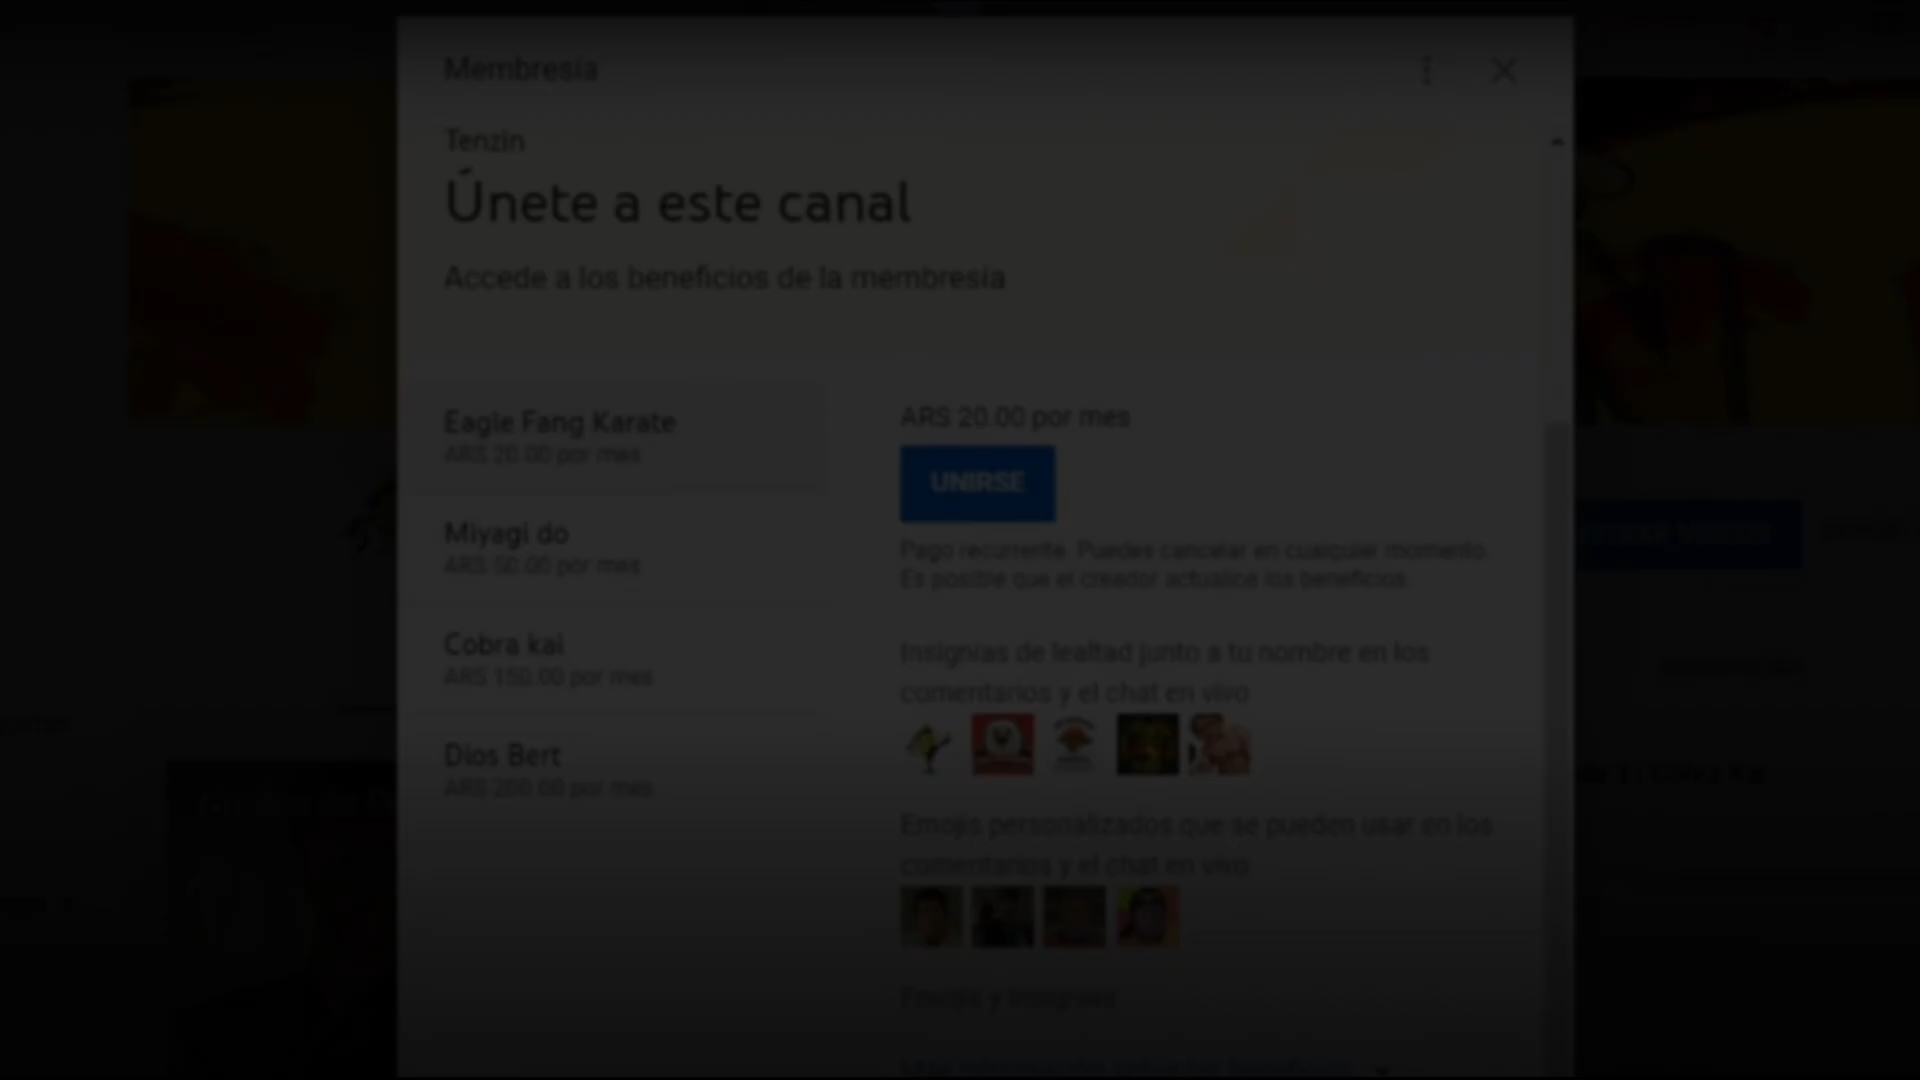 Membresía
Tenzin
Únete a este canal
Accede a los beneficios de la membresía
Eagle Fang Karate
ARS 20.00 por mes
Miyagi do
ARS 50.00 por mes
Cobra kai
ARS 150.00 por mes
Dios Bert
ARS 200.00 por mes
ARS 20.00 por mes
UNIRSE
Pago recurrente. Puedes cancelar en cualquier momento.
Es posible que el creador actualice los beneficios.
Insignias de lealtad junto a tu nombre en los
comentarios y el chat en vivo
Emojis personalizados que se pueden usar en los
comentarios y el chat en vivo
Emojis y insignias